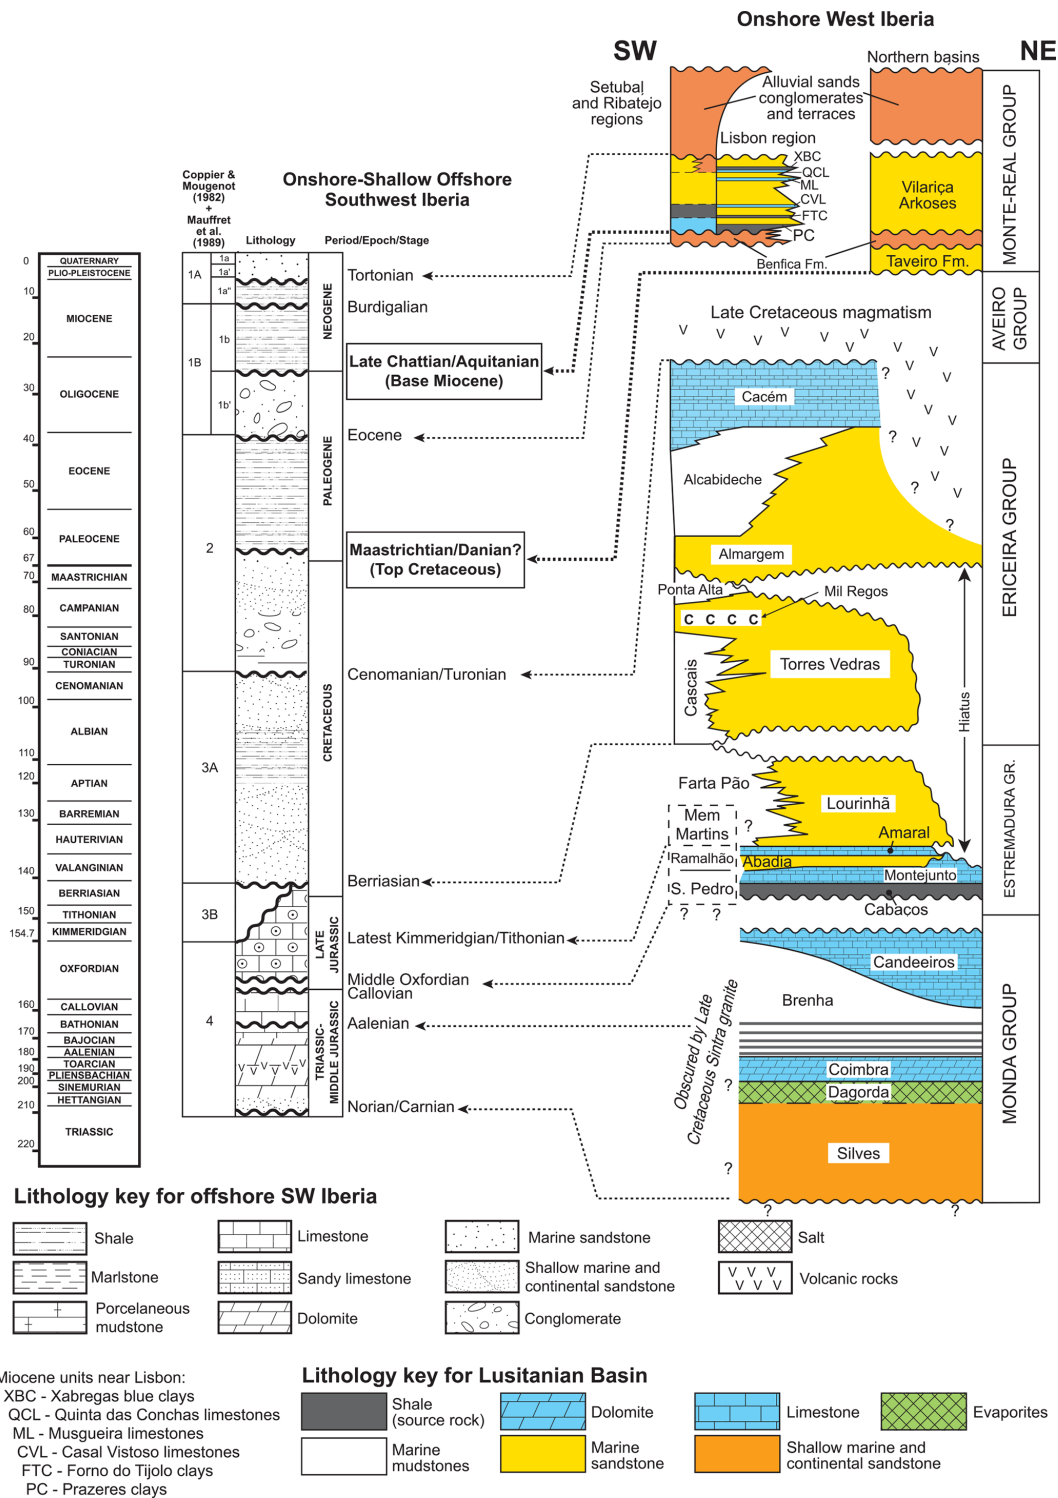 Onshore West Iberia
SW
NE
Northern basins
Setubal
and Ribatejo
regions
Alluvial sands
conglomerates
and terraces
Lisbon region
XBC
QCL
ML
CVL
FTC
PC
Benfica Fm.
Vilariça
Arkoses
Taveiro Fm.
MONTE-REAL GROUP
Coppier &
Mougenot
(1982)
+
Mauffret
et al.
(1989)
Onshore-Shallow Offshore
Southwest Iberia
Lithology
Period/Epoch/Stage
0
10
20
30
40
50
60
67
70
80
90
100
110
120
130
140
150
154.7
160
170
180
190
200
210
220
QUATERNARY
PLIO-PLEISTOCENE
MIOCENE
OLIGOCENE
EOCENE
PALEOCENE
MAASTRICHIAN
CAMPANIAN
SANTONIAN
CONIACIAN
TURONIAN
CENOMANIAN
ALBIAN
APTIAN
BARREMIAN
HAUTERIVIAN
VALANGINIAN
BERRIASIAN
TITHONIAN
KIMMERIDGIAN
OXFORDIAN
CALLOVIAN
BATHONIAN
BAJOCIAN
AALENIAN
TOARCIAN
PLIENSBACHIAN
SINEMURIAN
HETTANGIAN
TRIASSIC
1A
1a
1a'
1a"
1B
1b
1b'
2
3A
3B
4
NEOGENE
PALEOGENE
CRETACEOUS
LATE
JURASSIC
TRIASSIC-
MIDDLE JURASSIC
Tortonian
Burdigalian
Late Chattian/Aquitanian
(Base Miocene)
Eocene
Maastrichtian/Danian?
(Top Cretaceous)
Cenomanian/Turonian
Berriasian
Latest Kimmeridgian/Tithonian
Middle Oxfordian
Callovian
Aalenian
Norian/Carnian
V V V V V
AVEIRO
GROUP
Late Cretaceous magmatism
V V V V V V
V V V V V V V
? ? ? ?
Cacém
Alcabideche
Almargem
ERICEIRA GROUP
Ponta Alta
Mil Regos
C C C C
Torres Vedras
Cascais
Hiatus
Farta Pão
Lourinhã
Mem
Martins
?
Amaral
Ramalhão
Abadia
Montejunto
S. Pedro
Cabaços
? ?
ESTREMADURA GR.
Candeeiros
Brenha
Obscured by Late
Cretaceous Sintra granite
Coimbra
?
Dagorda
Silves
?
? ?
MONDA GROUP
Lithology key for offshore SW Iberia
Shale
Limestone
Marine sandstone
Salt
Marlstone
Sandy limestone
Shallow marine and
continental sandstone
V V V V
V V V
Volcanic rocks
Porcelaneous
mudstone
Dolomite
Conglomerate
Miocene units near Lisbon:
XBC - Xabregas blue clays
QCL - Quinta das Conchas limestones
ML - Musgueira limestones
CVL - Casal Vistoso limestones
FTC - Forno do Tijolo clays
PC - Prazeres clays
Lithology key for Lusitanian Basin
Shale
(source rock)
Dolomite
Limestone
Evaporites
Marine
mudstones
Marine
sandstone
Shallow marine and
continental sandstone